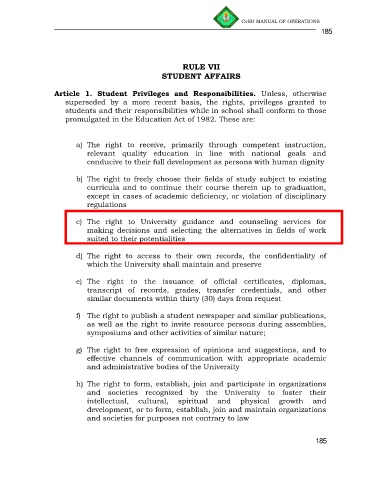 CvSU MANUAL OF OPERATIONS
185
RULE VII
STUDENT AFFAIRS
Article 1. Student Privileges and Responsibilities. Unless, otherwise
superseded by a more recent basis, the rights, privileges granted to
students and their responsibilities while in school shall conform to those
promulgated in the Education Act of 1982. These are:
a) The right to receive, primarily through competent instruction,
relevant quality education in line with national goals and
conducive to their full development as persons with human dignity
b) The right to freely choose their fields of study subject to existing
curricula and to continue their course therein up to graduation,
except in cases of academic deficiency, or violation of disciplinary
regulations
c) The right to University guidance and counseling services for
making decisions and selecting the alternatives in fields of work
suited to their potentialities
d) The right to access to their own records, the confidentiality of
which the University shall maintain and preserve
e) The right to the issuance of official certificates, diplomas,
transcript of records, grades, transfer credentials, and other
similar documents within thirty (30) days from request
f) The right to publish a student newspaper and similar publications,
as well as the right to invite resource persons during assemblies,
symposiums and other activities of similar nature;
g) The right to free expression of opinions and suggestions, and to
effective channels of communication with appropriate academic
and administrative bodies of the University
h) The right to form, establish, join and participate in organizations
and societies recognized by the University to foster their
intellectual, cultural, spiritual and physical growth and
development, or to form, establish, join and maintain organizations
and societies for purposes not contrary to law
185